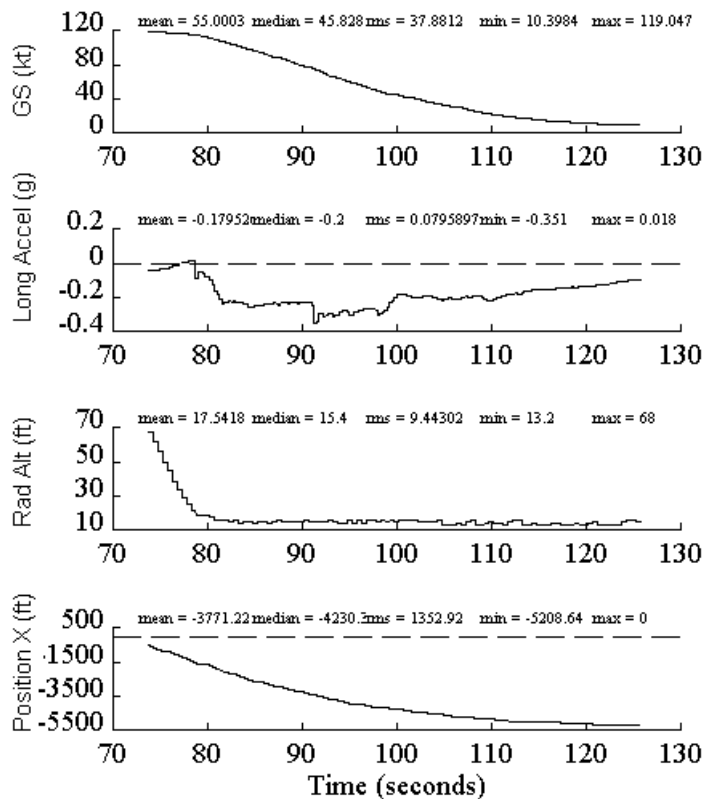 mean = 55.0003 median = 45.828 rms = 37.8812 min = 10.3984 max = 119.047
GS (kt)
120
80
40
0
70 80 90 100 110 120 130
mean = -0.17952 median = -0.2 rms = 0.0795897 min = -0.351 max = 0.018
Long Accel (g)
0.2
0
-0.2
-0.4
70 80 90 100 110 120 130
mean = 17.5418 median = 15.4 rms = 9.44302 min = 13.2 max = 68
Rad Alt (ft)
70
50
30
10
70 80 90 100 110 120 130
mean = -3771.22 median = -4230.3 rms = 1352.92 min = -5208.64 max = 0
Position X (ft)
500
-1500
-3500
-5500
70 80 90 100 110 120 130
Time (seconds)